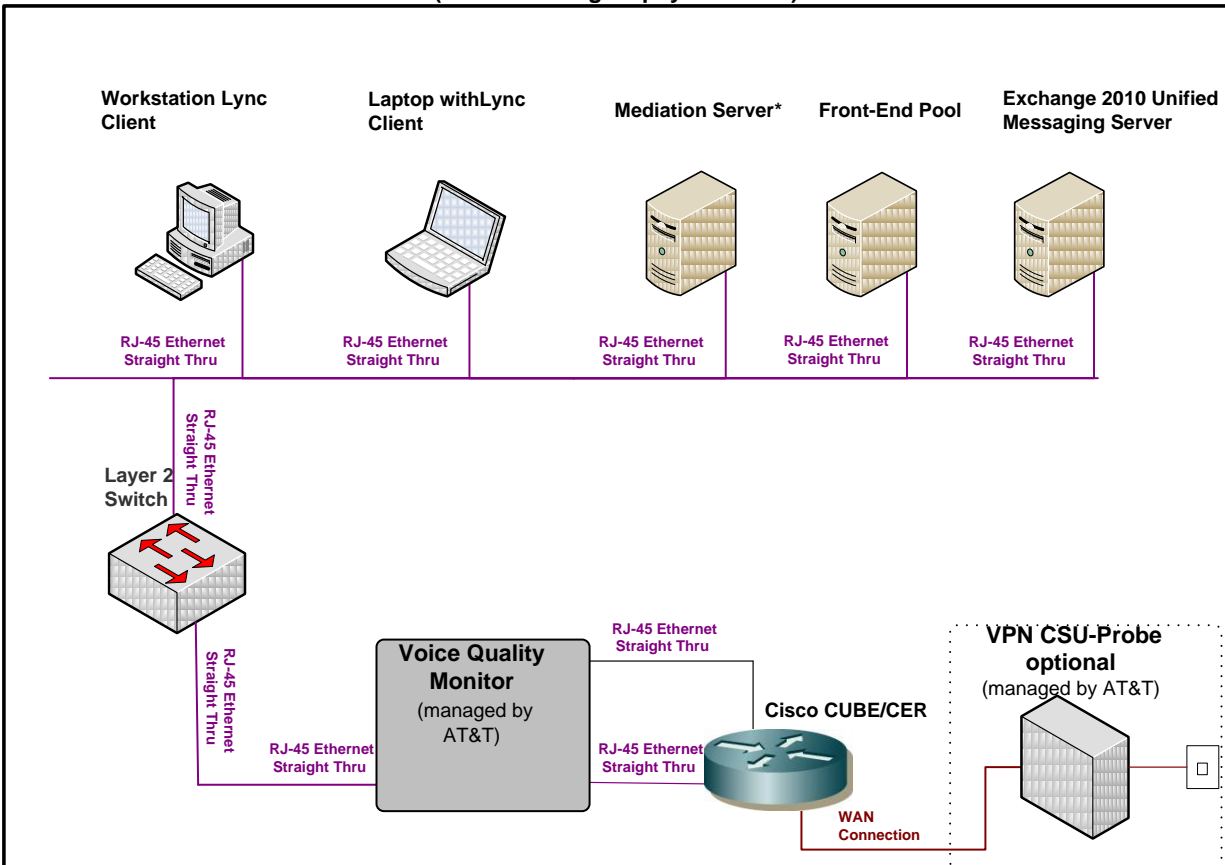 Workstation Lync
Client
Laptop withLync
Client
Mediation Server*
Front-End Pool
Exchange 2010 Unified
Messaging Server
RJ-45 Ethernet
Straight Thru
RJ-45 Ethernet
Straight Thru
RJ-45 Ethernet
Straight Thru
RJ-45 Ethernet
Straight Thru
RJ-45 Ethernet
Straight Thru
RJ-45 Ethernet
Straight Thru
Layer 2
Switch
RJ-45 Ethernet
Straight Thru
RJ-45 Ethernet
Straight Thru
Voice Quality
Monitor
(managed by
AT&T)
RJ-45 Ethernet
Straight Thru
RJ-45 Ethernet
Straight Thru
Cisco CUBE/CER
WAN
Connection
VPN CSU-Probe
optional
(managed by AT&T)